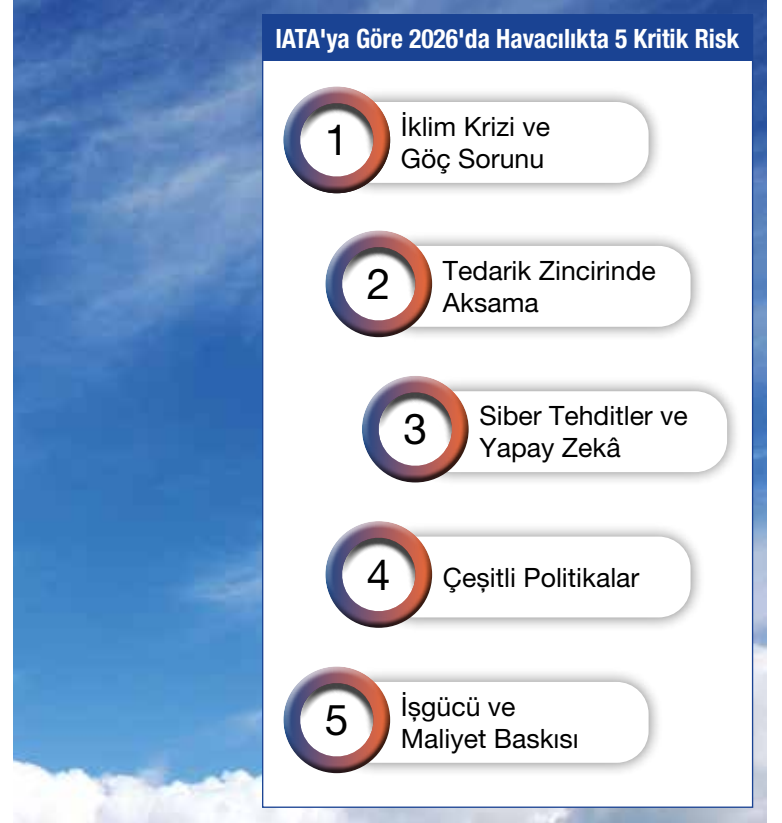 IATA'ya Göre 2026'da Havacılıkta 5 Kritik Risk
1
İklim Krizi ve
Göç Sorunu
2
Tedarik Zincirinde
Aksama
3
Siber Tehditler ve
Yapay Zekâ
4
Çeşitli Politikalar
5
İşgücü ve
Maliyet Baskısı